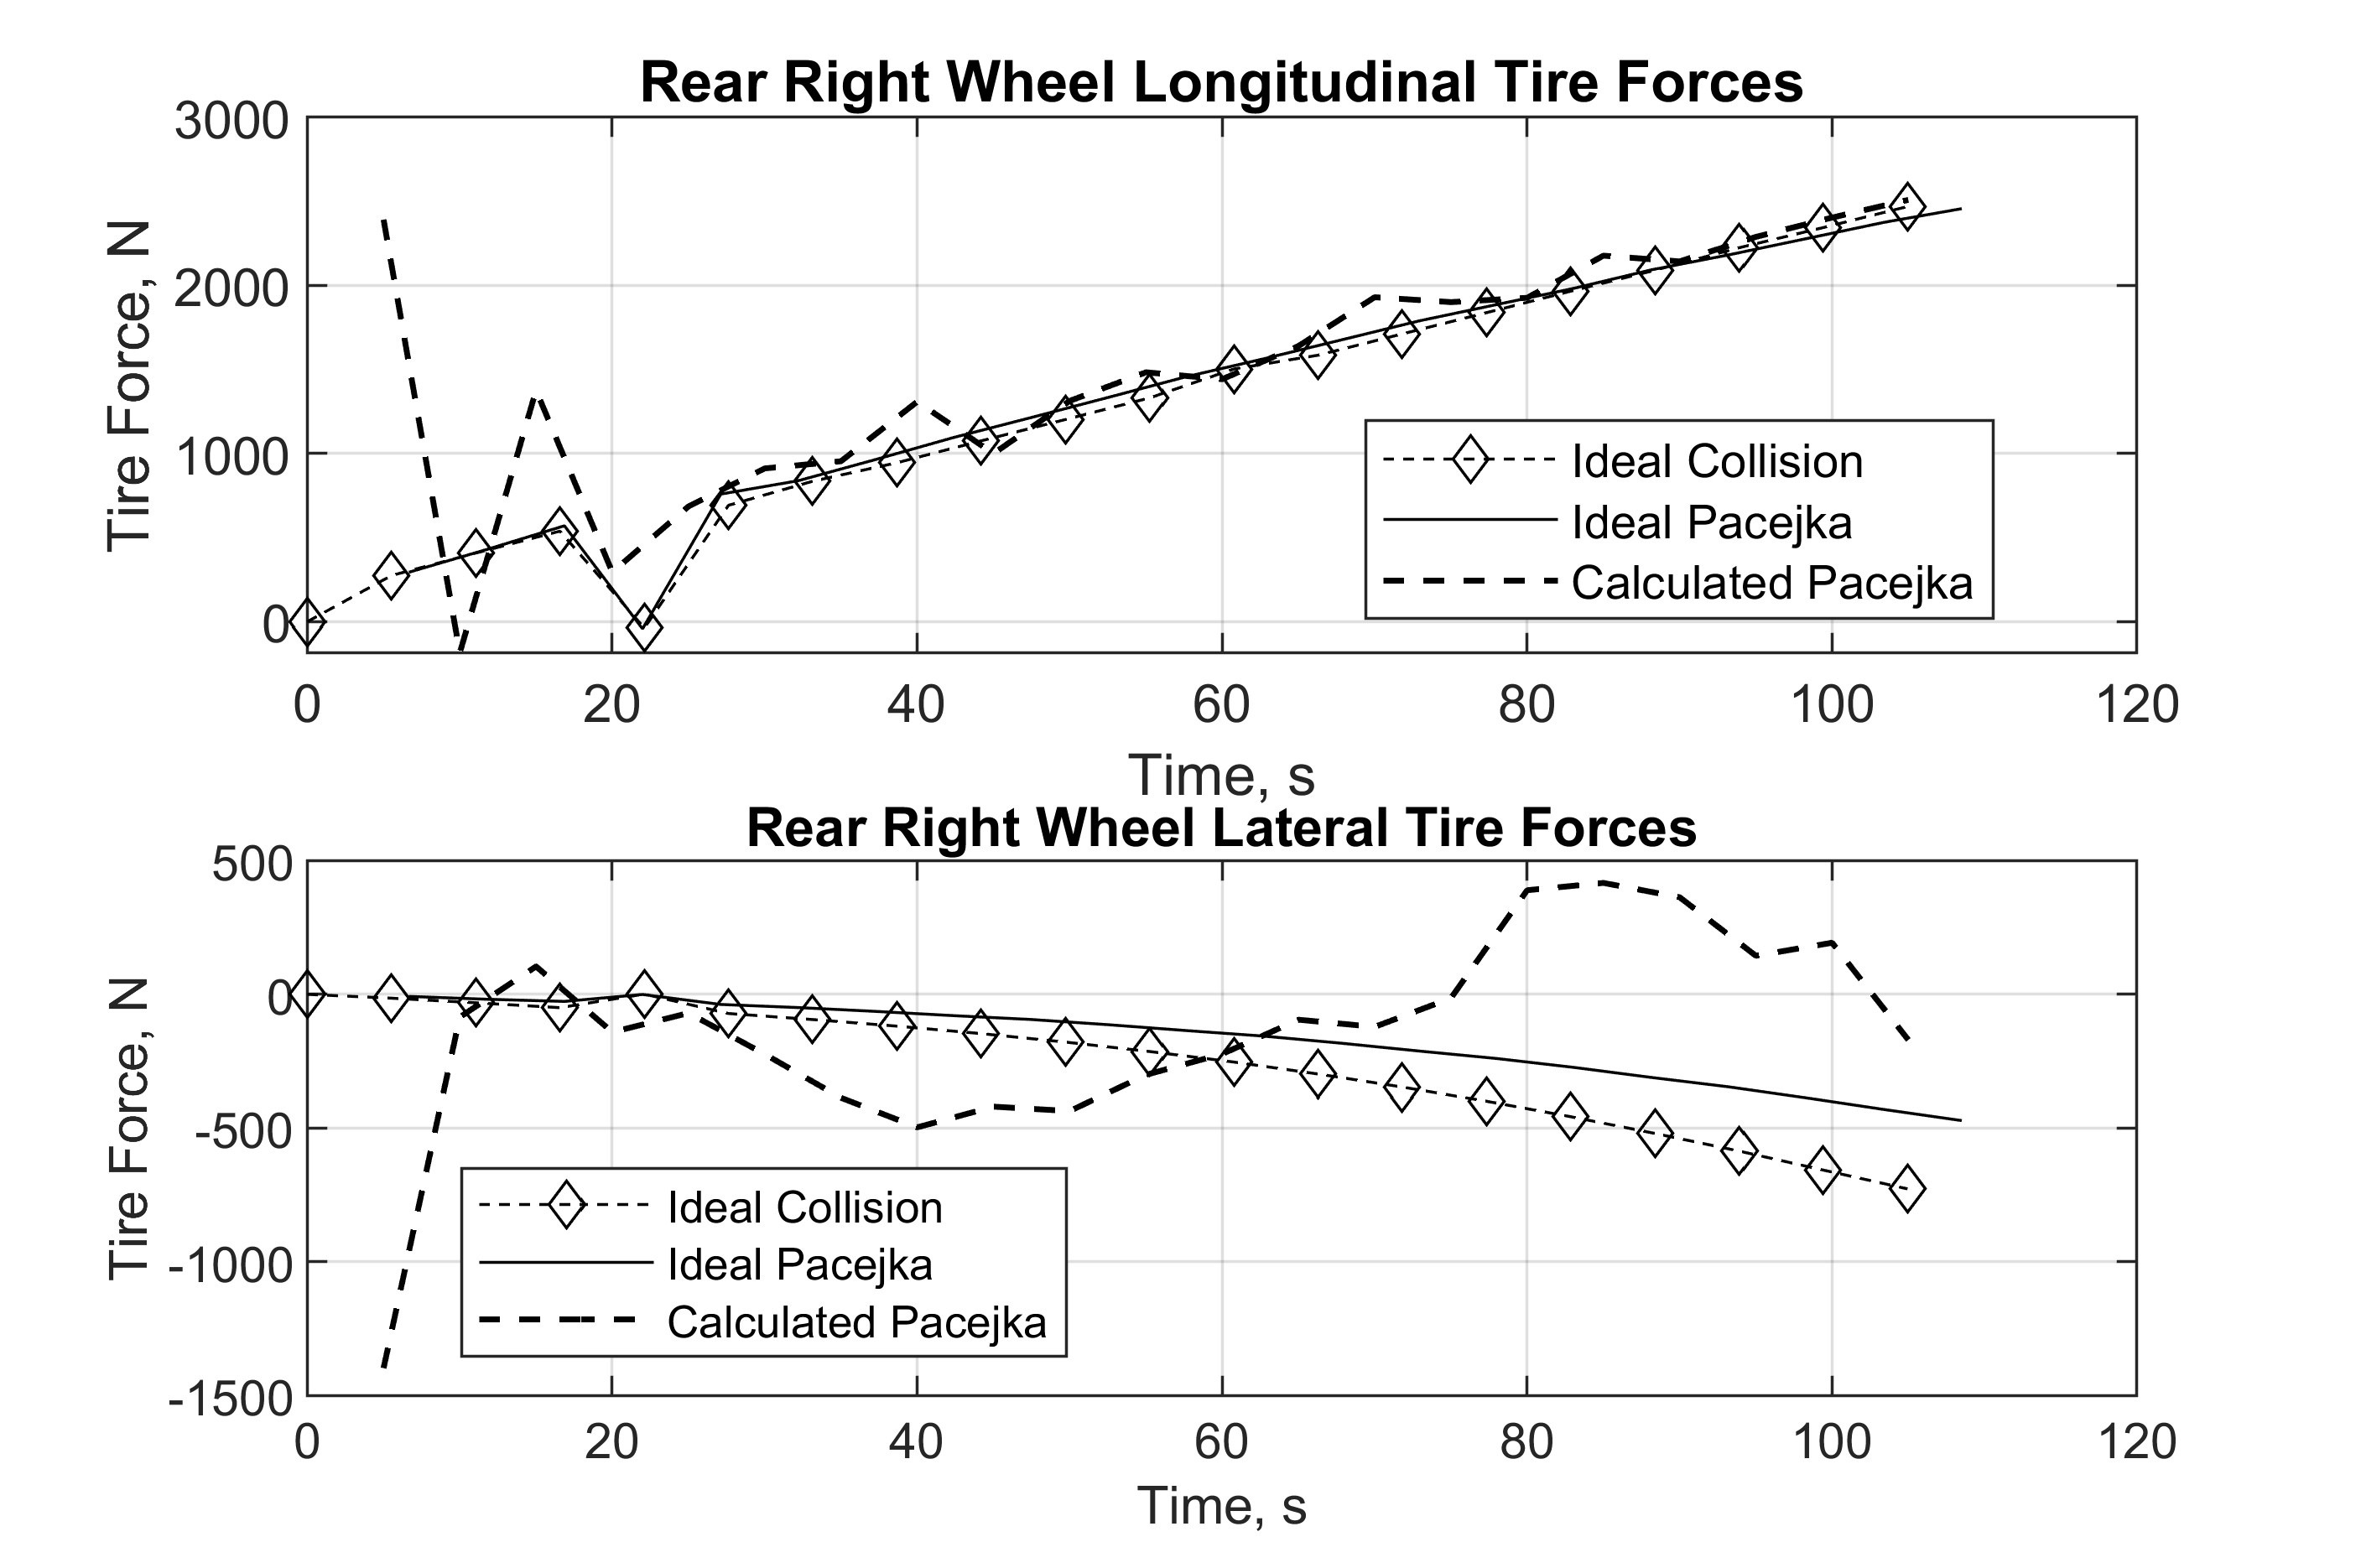 Rear Right Wheel Longitudinal Tire Forces
3000
2000
1000
0
Tire Force, N
Ideal Collision
Ideal Pacejka
Calculated Pacejka
0 20 40 60 80 100 120
Time, s
Rear Right Wheel Lateral Tire Forces
500
0
-500
-1000
-1500
Tire Force, N
Ideal Collision
Ideal Pacejka
Calculated Pacejka
0 20 40 60 80 100 120
Time, s